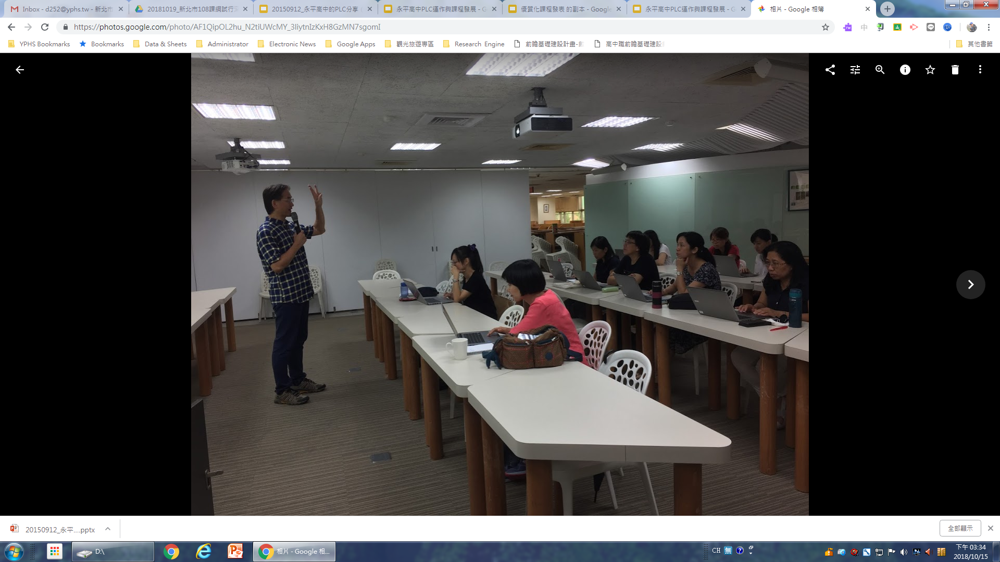 Inbox - d252@yphs.tw - 新北市
20181019_新北市108課綱試行
20150912_永平高中的PLC分享
永平高中PLC運作與課程發展 - G
優質化課程發表 的副本 - Google
永平高中PLC運作與課程發展 - G
相片 - Google 相簿
https://photos.google.com/photo/AF1QipOL2hu_N2tiUWcMY_3IiytnIzKxH8GzMN7sgomI
YPHS Bookmarks
Bookmarks
Data & Sheets
Administrator
Electronic News
Google Apps
觀光旅遊專區
Research Engine
前瞻基礎建設計畫-數
高中職前瞻基礎建設
其他書籤
20150912_永平....pptx
全部顯示
D:\
相片 - Google 相...
CH
無
下午 03:34
2018/10/15